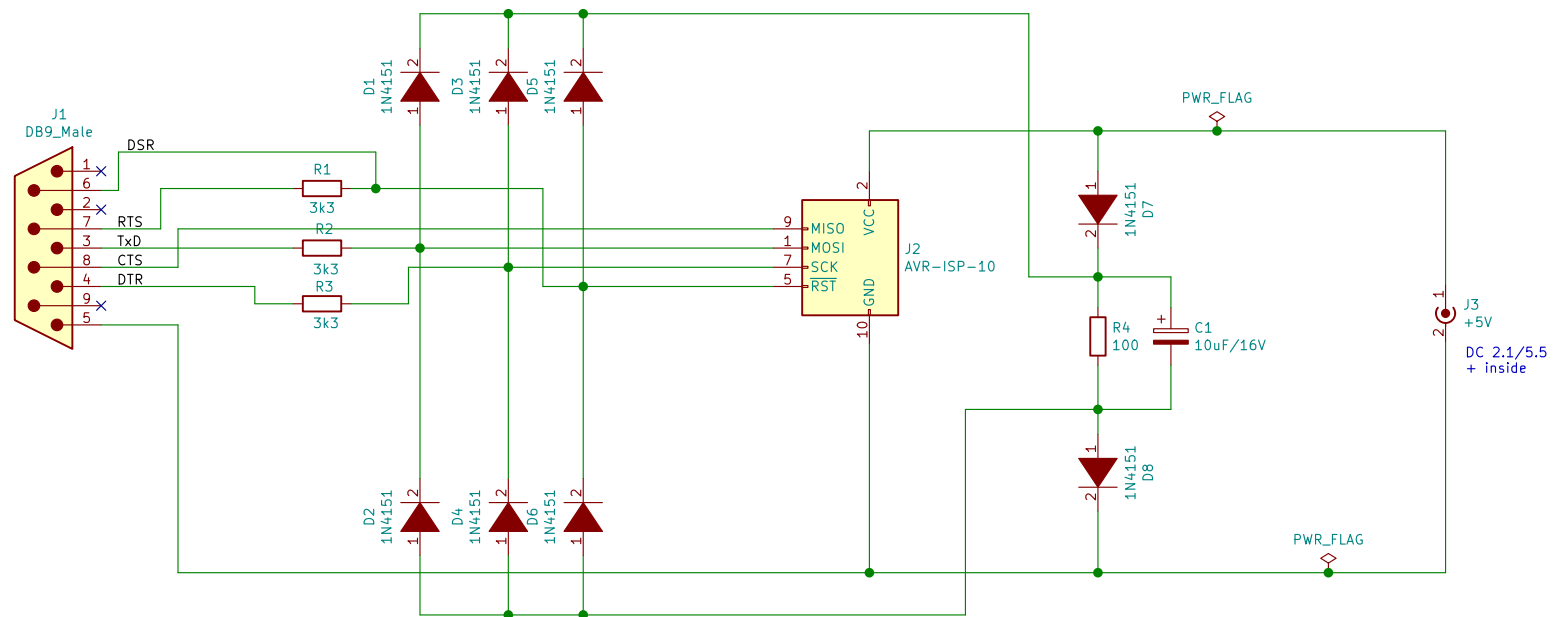 J1
DB9_Male
1
6
2
7
3
8
4
9
5
DSR
RTS
TxD
CTS
DTR
R1
3k3
R2
3k3
R3
3k3
D1
1N4151
2
1
D3
1N4151
2
1
D5
1N4151
2
1
D2
1N4151
2
1
D4
1N4151
2
1
D6
1N4151
2
1
9
1
7
5
MISO
MOSI
SCK
RST
2
VCC
GND
10
J2
AVR-ISP-10
PWR_FLAG
1
2
1N4151
D7
R4
100
+
C1
10uF/16V
1
2
1N4151
D8
PWR_FLAG
1
2
J3
+5V
DC 2.1/5.5
+ inside